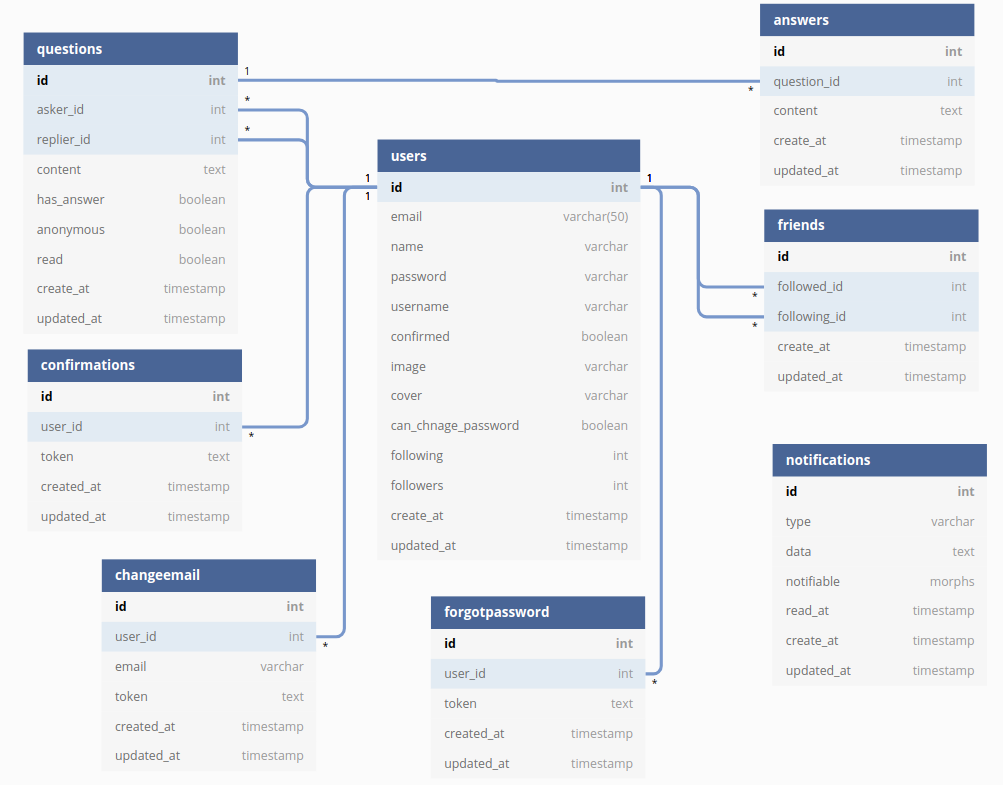 questions
id int
asker_id int
replier_id int
content text
has_answer boolean
anonymous boolean
read boolean
create_at timestamp
updated_at timestamp
1
*
*
confirmations
id int
user_id int
token text
created_at timestamp
updated_at timestamp
*
changeemail
id int
user_id int
email varchar
token text
created_at timestamp
updated_at timestamp
*
1
1
users
id int
email varchar(50)
name varchar
password varchar
username varchar
confirmed boolean
image varchar
cover varchar
can_chnage_password boolean
following int
followers int
create_at timestamp
updated_at timestamp
1
forgotpassword
id int
user_id int
token text
created_at timestamp
updated_at timestamp
*
answers
id int
question_id int
content text
create_at timestamp
updated_at timestamp
*
friends
id int
followed_id int
following_id int
create_at timestamp
updated_at timestamp
*
*
notifications
id int
type varchar
data text
notifiable morphs
read_at timestamp
create_at timestamp
updated_at timestamp